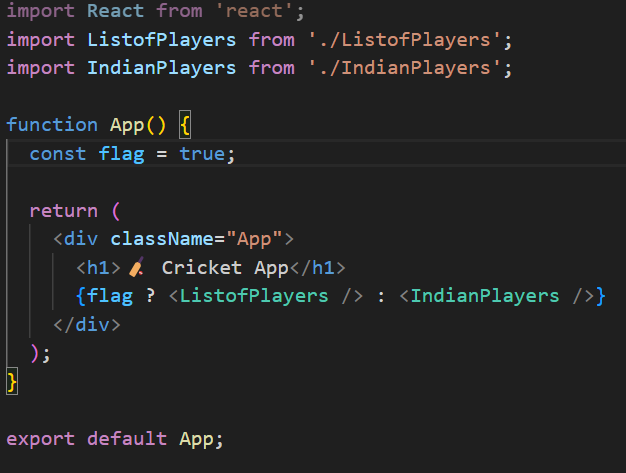 import React from 'react';
import ListofPlayers from './ListofPlayers';
import IndianPlayers from './IndianPlayers';
function App() {
const flag = true;
return (
<div className="App">
<h1>🏏 Cricket App</h1>
{flag ? <ListofPlayers /> : <IndianPlayers />}
</div>
);
}
export default App;